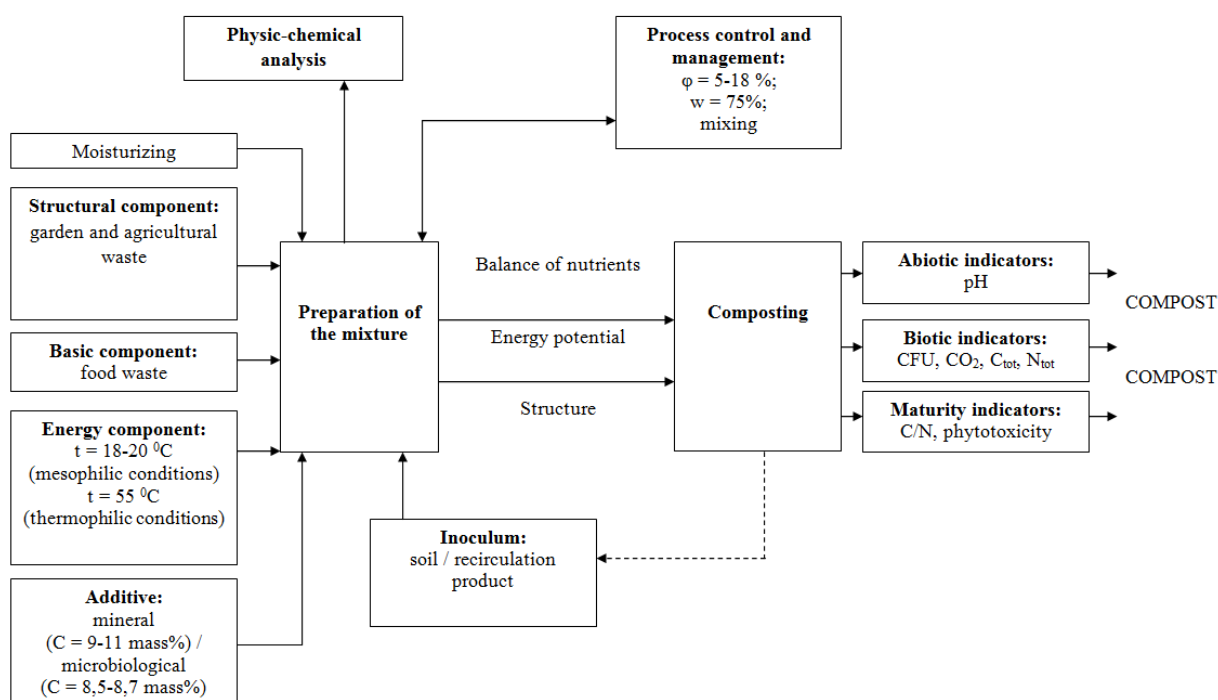 Physic-chemical
analysis
Process control and
management:
φ = 5-18 %;
w = 75%;
mixing
Moisturizing
Structural component:
garden and agricultural
waste
Basic component:
food waste
Energy component:
t = 18-20 ⁰C
(mesophilic conditions)
t = 55 ⁰C
(thermophilic conditions)
Additive:
mineral
(C = 9-11 mass%) /
microbiological
(C = 8,5-8,7 mass%)
Preparation of
the mixture
Balance of nutrients
Energy potential
Structure
Inoculum:
soil / recirculation
product
Composting
Abiotic indicators:
pH
Biotic indicators:
CFU, CO₂, Cₜₒₜ, Nₜₒₜ
Maturity indicators:
C/N, phytotoxicity
COMPOST
COMPOST